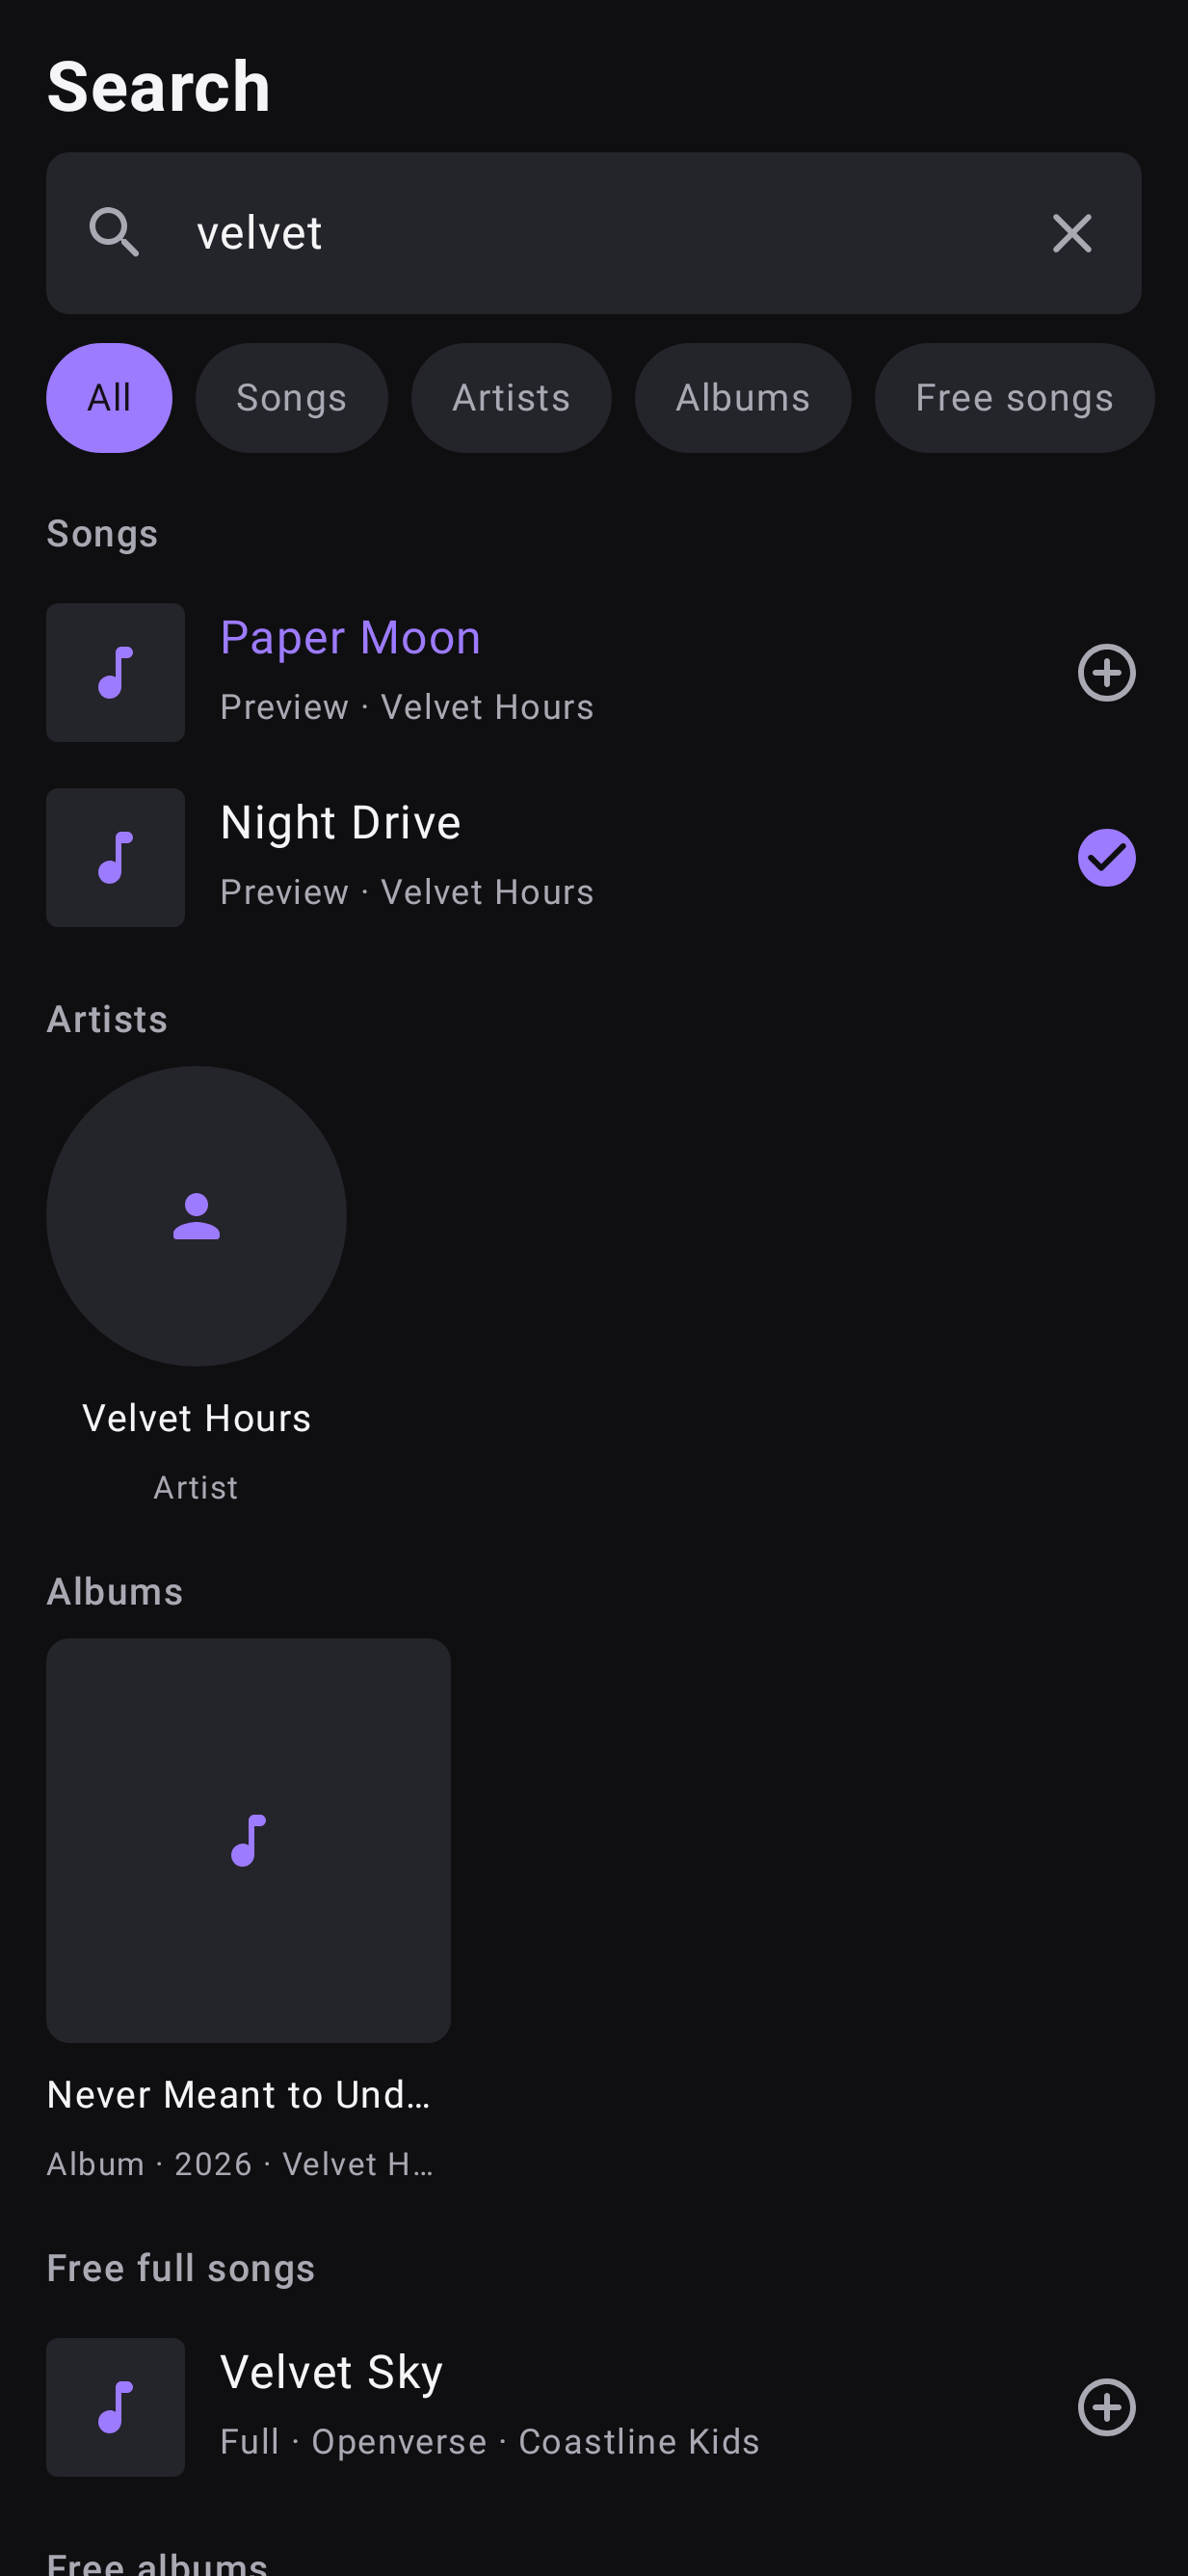 Search
velvet
All Songs Artists Albums Free songs
Songs
Paper Moon
Preview · Velvet Hours
Night Drive
Preview · Velvet Hours
Artists
Velvet Hours
Artist
Albums
Never Meant to Und…
Album · 2026 · Velvet H…
Free full songs
Velvet Sky
Full · Openverse · Coastline Kids
Free albums